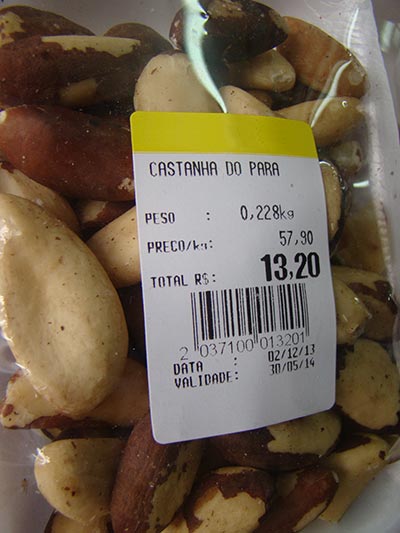 CASTANHA DO PARA
PESO : 0,228kg
PRECO/kg: 57,90
TOTAL R$: 13,20
2 037100 013201
DATA : 02/12/13
VALIDADE: 30/05/14